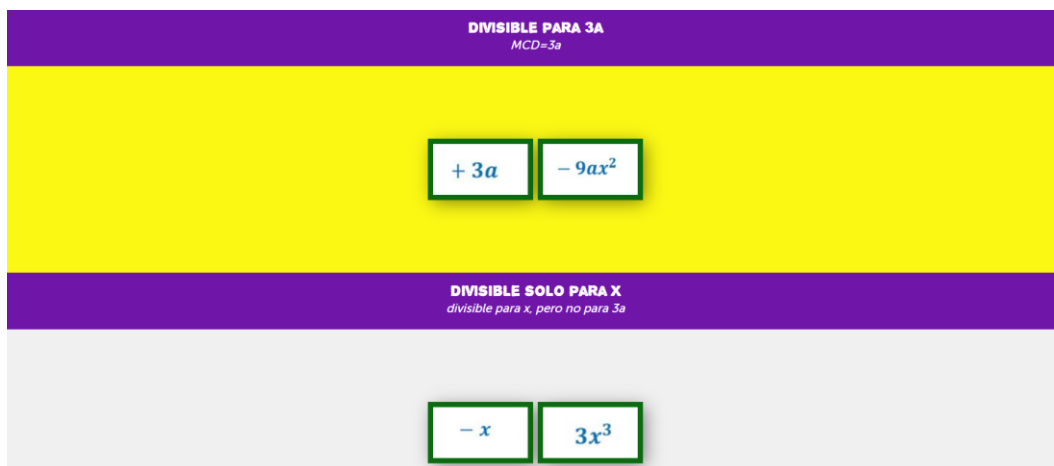 DIVISIBLE PARA 3A
MCD=3a
+ 3a
− 9ax²
DIVISIBLE SOLO PARA X
divisible para x, pero no para 3a
− x
3x³